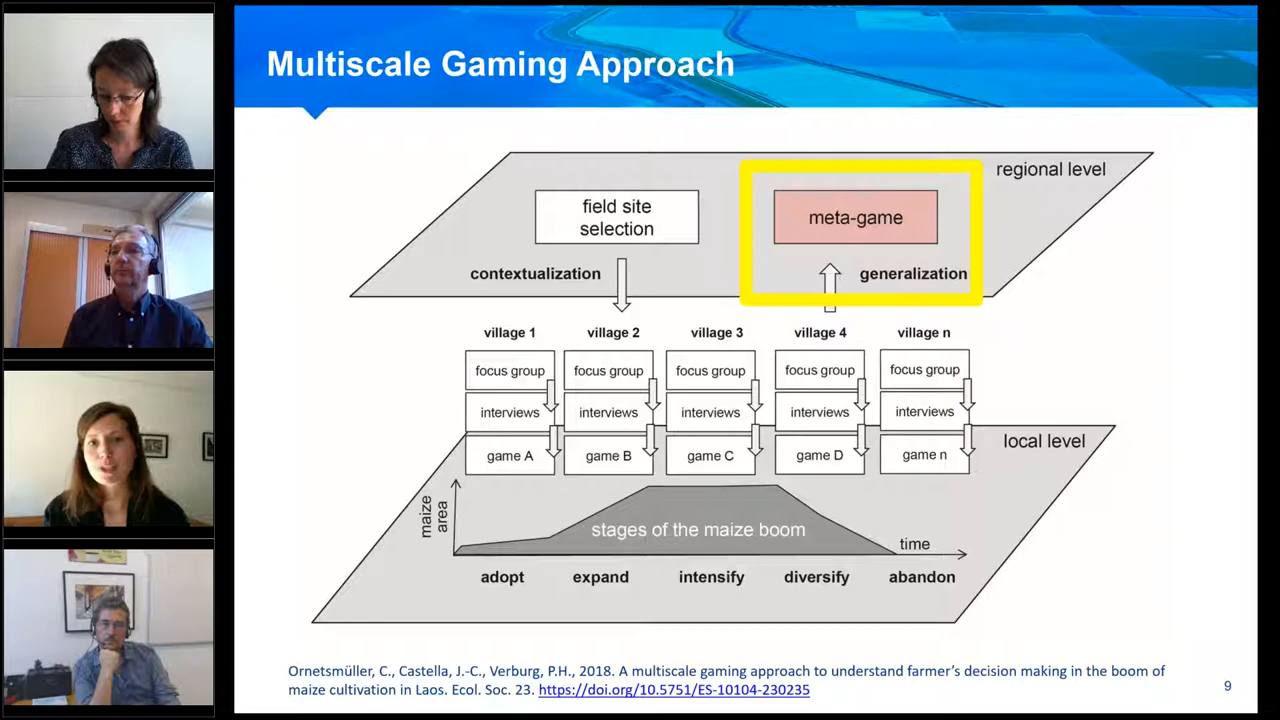 Multiscale Gaming Approach
regional level
field site
selection
meta-game
contextualization
generalization
village 1
village 2
village 3
village 4
village n
focus group
focus group
focus group
focus group
focus group
interviews
interviews
interviews
interviews
interviews
local level
game A
game B
game C
game D
game n
maize
area
stages of the maize boom
time
adopt
expand
intensify
diversify
abandon
Ornetsmüller, C., Castella, J.-C., Verburg, P.H., 2018. A multiscale gaming approach to understand farmer's decision making in the boom of
maize cultivation in Laos. Ecol. Soc. 23. https://doi.org/10.5751/ES-10104-230235
9